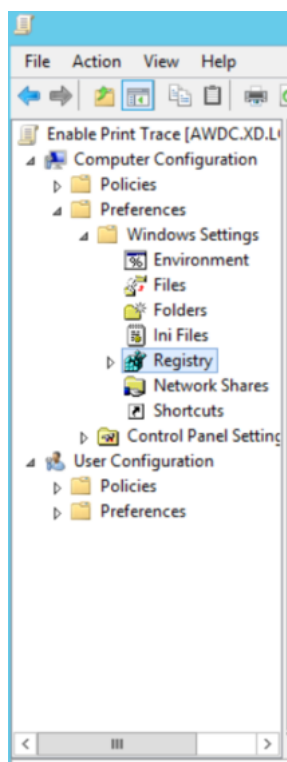 File Action View Help
Enable Print Trace [AWDC.XD.L
Computer Configuration
Policies
Preferences
Windows Settings
Environment
Files
Folders
Ini Files
Registry
Network Shares
Shortcuts
Control Panel Setting
User Configuration
Policies
Preferences